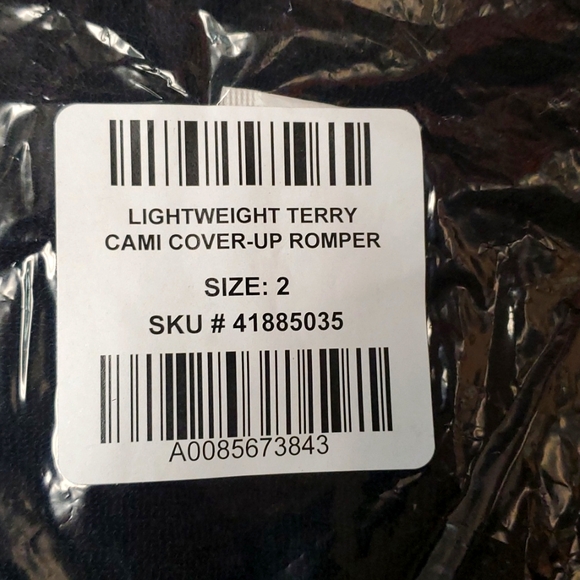 LIGHTWEIGHT TERRY
CAMI COVER-UP ROMPER
SIZE: 2
SKU # 41885035
A0085673843